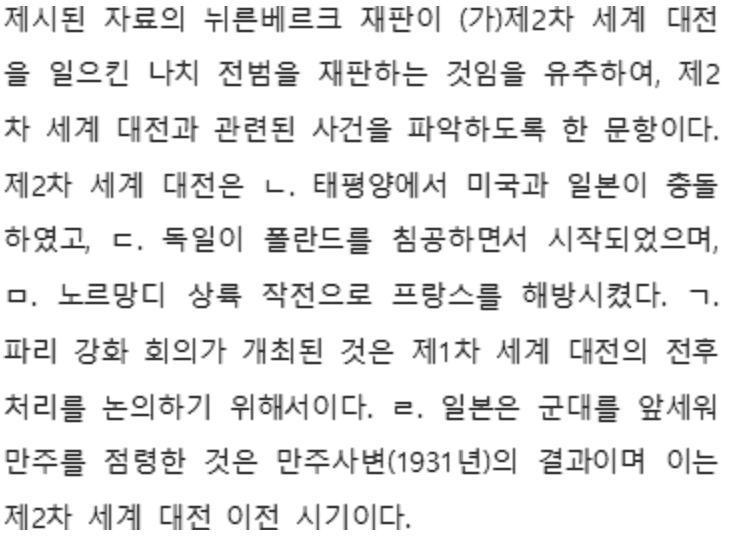 제시된 자료의 뉘른베르크 재판이 (가)제2차 세계 대전
을 일으킨 나치 전범을 재판하는 것임을 유추하여, 제2
차 세계 대전과 관련된 사건을 파악하도록 한 문항이다.
제2차 세계 대전은 ㄴ. 태평양에서 미국과 일본이 충돌
하였고, ㄷ. 독일이 폴란드를 침공하면서 시작되었으며,
ㅁ. 노르망디 상륙 작전으로 프랑스를 해방시켰다. ㄱ.
파리 강화 회의가 개최된 것은 제1차 세계 대전의 전후
처리를 논의하기 위해서이다. ㄹ. 일본은 군대를 앞세워
만주를 점령한 것은 만주사변(1931년)의 결과이며 이는
제2차 세계 대전 이전 시기이다.